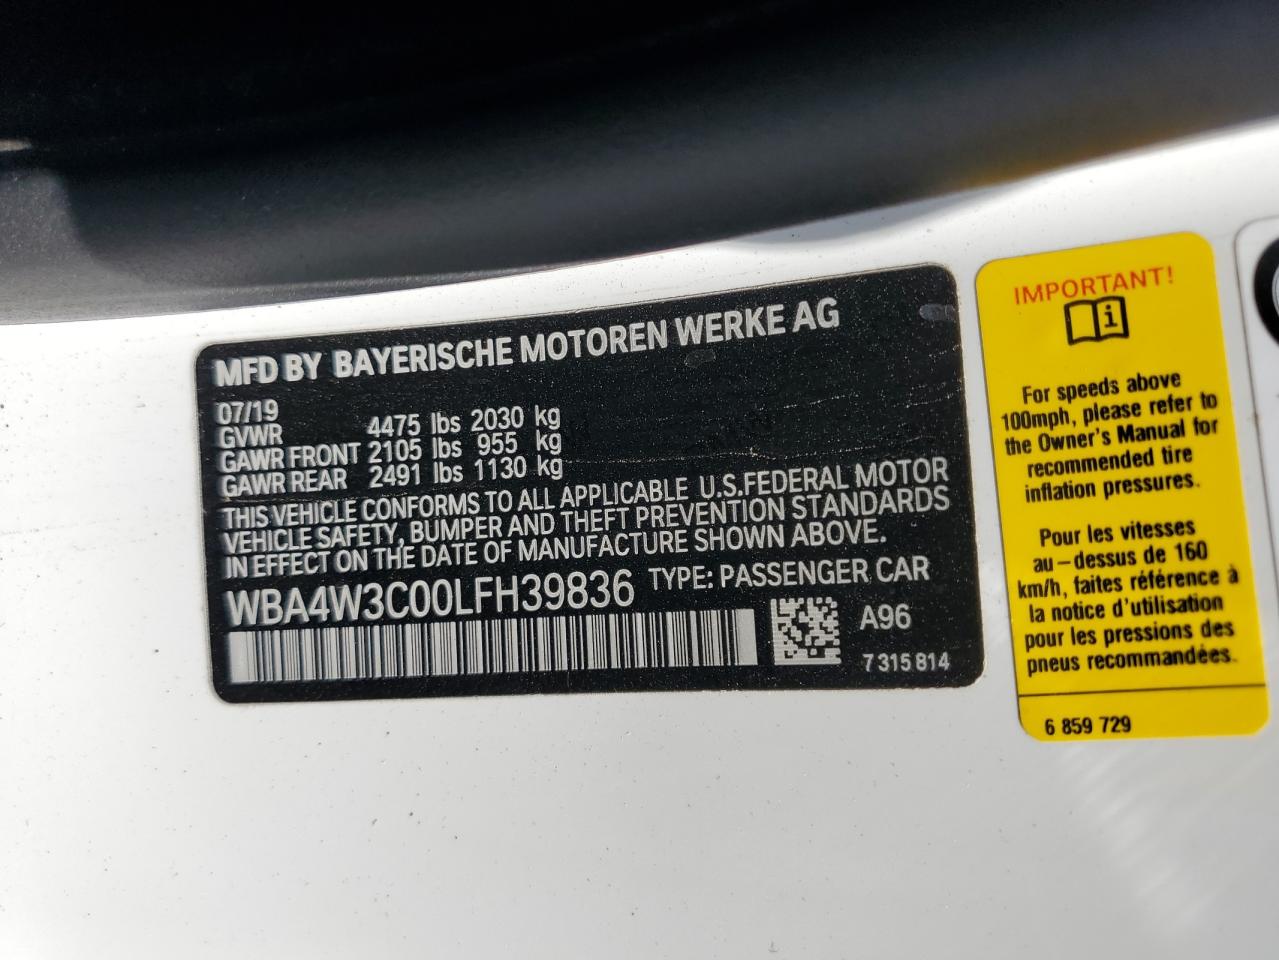 MFD BY BAYERISCHE MOTOREN WERKE AG
07/19
GVWR 4475 lbs 2030 kg
GAWR FRONT 2105 lbs 955 kg
GAWR REAR 2491 lbs 1130 kg
THIS VEHICLE CONFORMS TO ALL APPLICABLE U.S.FEDERAL MOTOR
VEHICLE SAFETY, BUMPER AND THEFT PREVENTION STANDARDS
IN EFFECT ON THE DATE OF MANUFACTURE SHOWN ABOVE.
WBA4W3C00LFH39836 TYPE: PASSENGER CAR
A96
7 315 814
IMPORTANT!
i
For speeds above
100mph, please refer to
the Owner's Manual for
recommended tire
inflation pressures.
Pour les vitesses
au-dessus de 160
km/h, faites référence à
la notice d'utilisation
pour les pressions des
pneus recommandées.
6 859 729